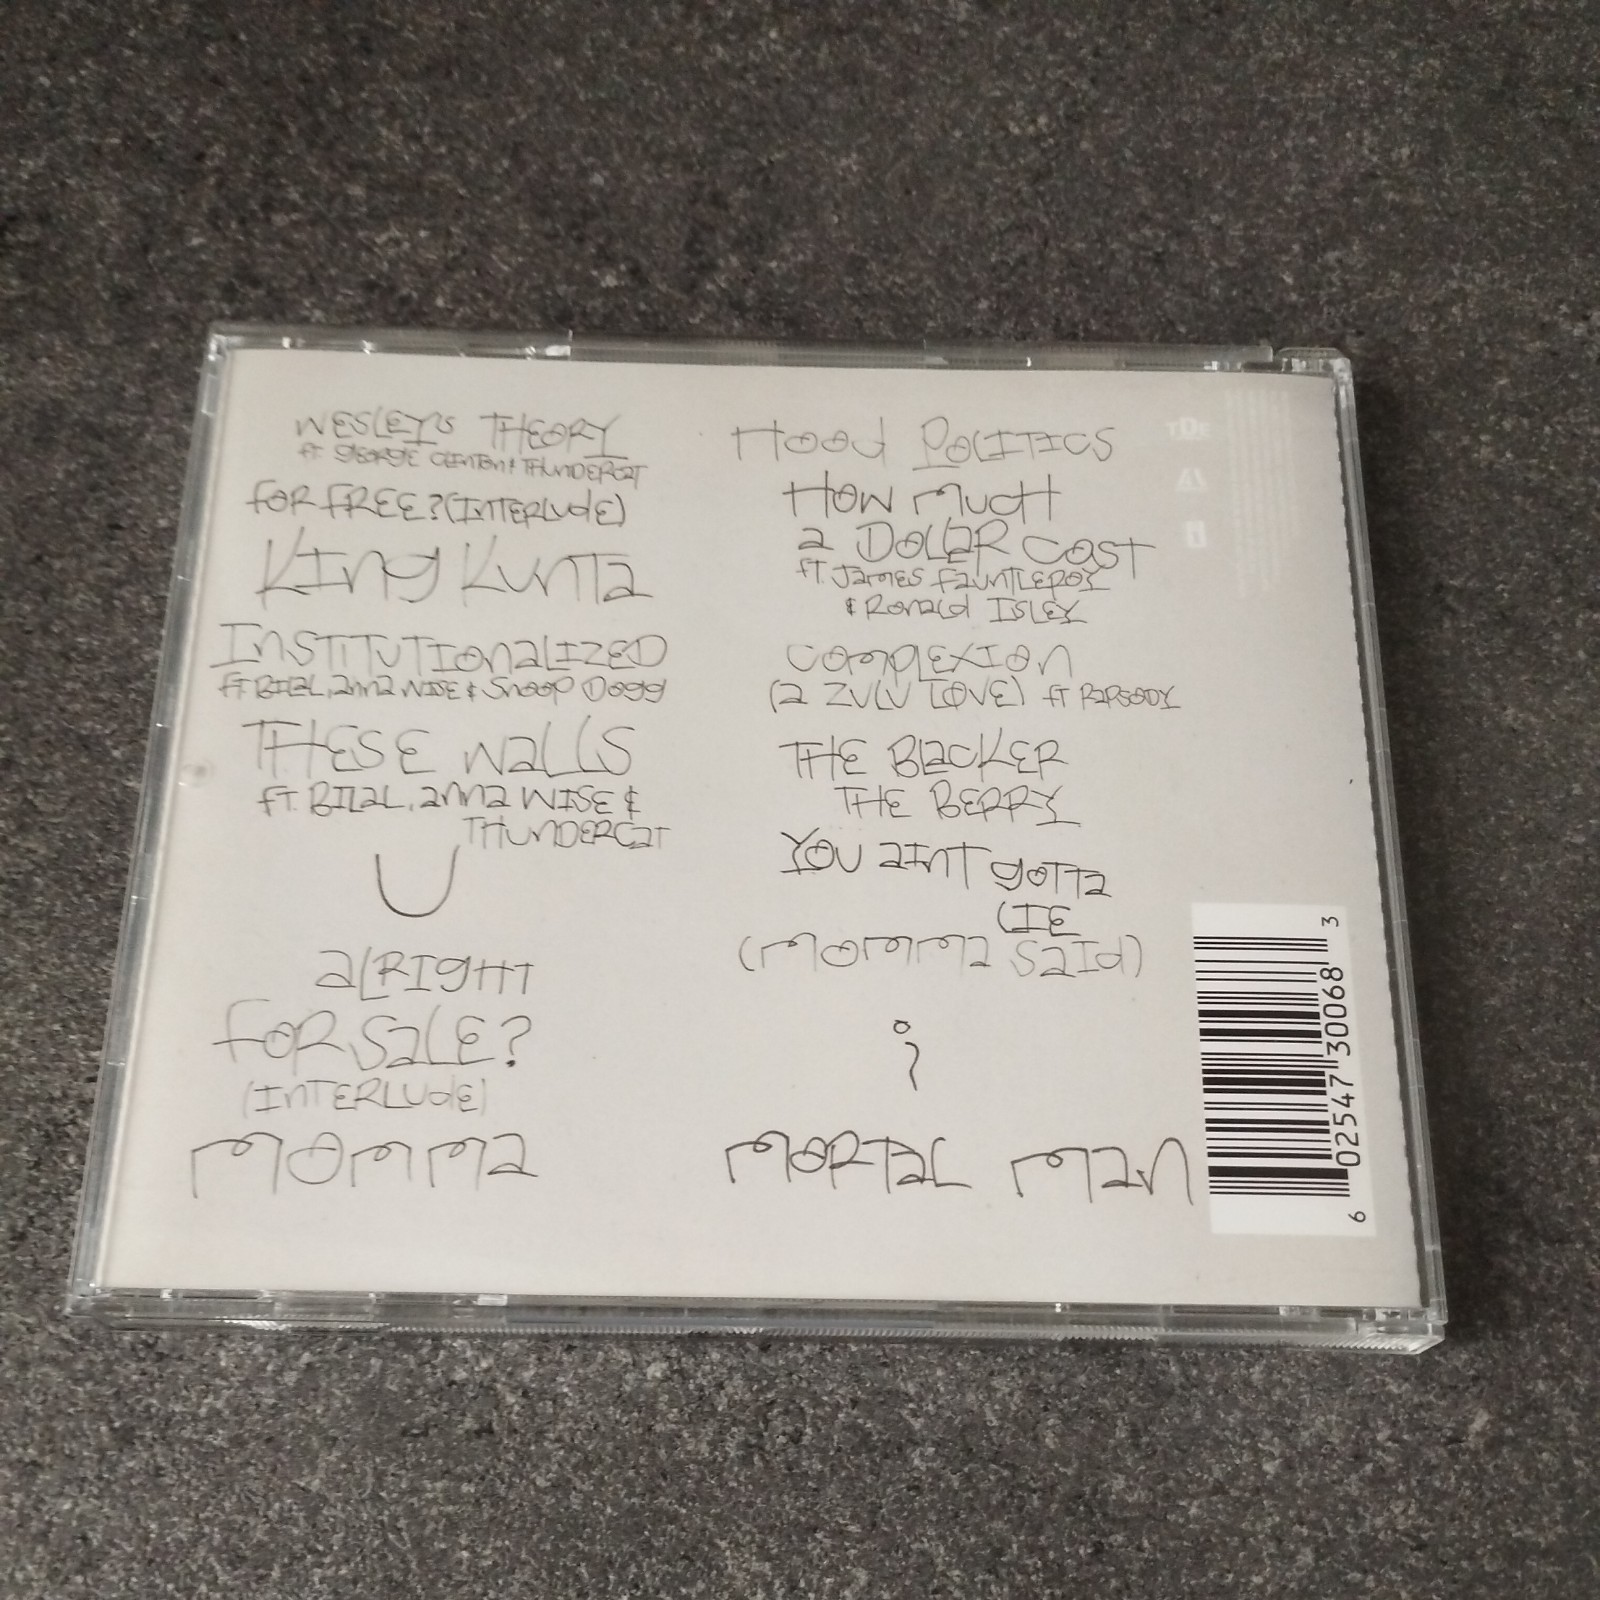 WESLEY'S THEORY
ft. GEORGE CLINTON & THUNDERCAT
FOR FREE? (INTERLUDE)
KING KUNTA
INSTITUTIONALIZED
ft. BILAL, anna WISE & SNOOP DOGG
THESE WALLS
ft. BILAL, anna WISE &
THUNDERCAT
U
alRIGHT
FOR SALE?
(INTERLUDE)
MOMMA
HOOD POLITICS
HOW MUCH
a DOLLAR COST
ft. JAMES FAUNTLEROY
& RONALD ISLEY
COMPLEXION
(a ZULU LOVE) ft RAPSODY
THE BLACKER
THE BERRY
YOU aINT GOTTA
LIE
(MOMMA SAID)
i
MORTAL MAN
TDE
6 02547 30068 3